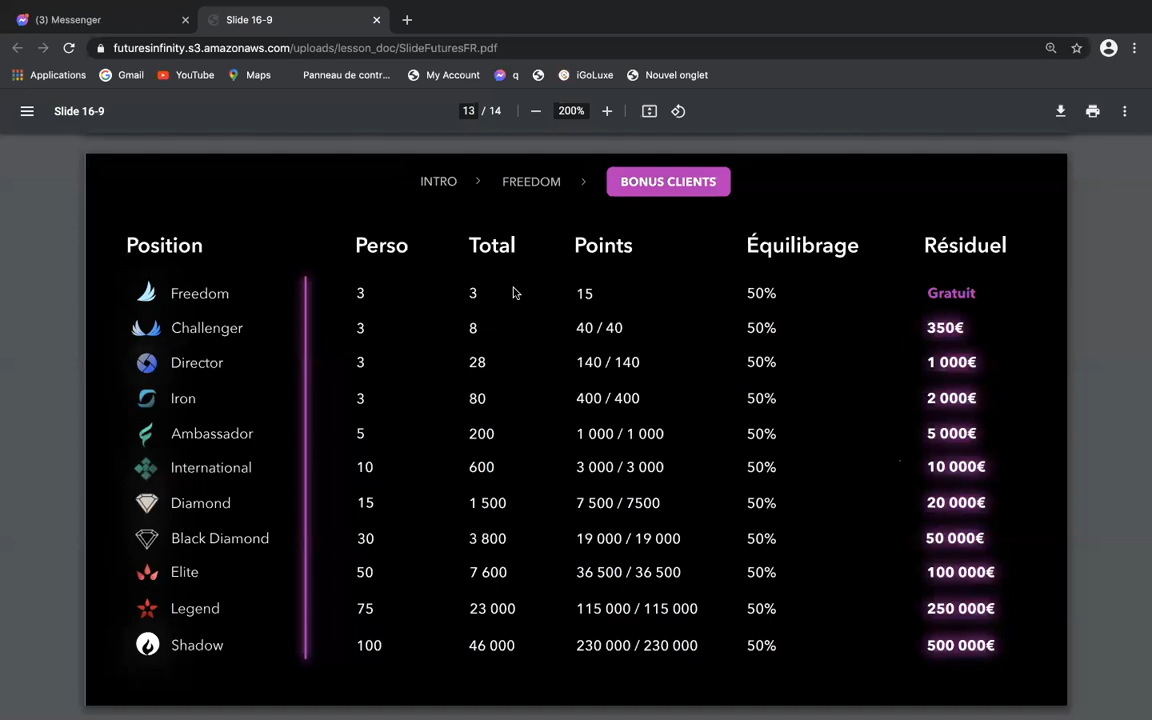 (3) Messenger
Slide 16-9
futuresinfinity.s3.amazonaws.com/uploads/lesson_doc/SlideFuturesFR.pdf
Applications Gmail YouTube Maps Panneau de contr... My Account q iGoLuxe Nouvel onglet
Slide 16-9 13 / 14 200%
INTRO > FREEDOM > BONUS CLIENTS
Position Perso Total Points Équilibrage Résiduel
Freedom 3 3 15 50% Gratuit
Challenger 3 8 40 / 40 50% 350€
Director 3 28 140 / 140 50% 1 000€
Iron 3 80 400 / 400 50% 2 000€
Ambassador 5 200 1 000 / 1 000 50% 5 000€
International 10 600 3 000 / 3 000 50% 10 000€
Diamond 15 1 500 7 500 / 7500 50% 20 000€
Black Diamond 30 3 800 19 000 / 19 000 50% 50 000€
Elite 50 7 600 36 500 / 36 500 50% 100 000€
Legend 75 23 000 115 000 / 115 000 50% 250 000€
Shadow 100 46 000 230 000 / 230 000 50% 500 000€